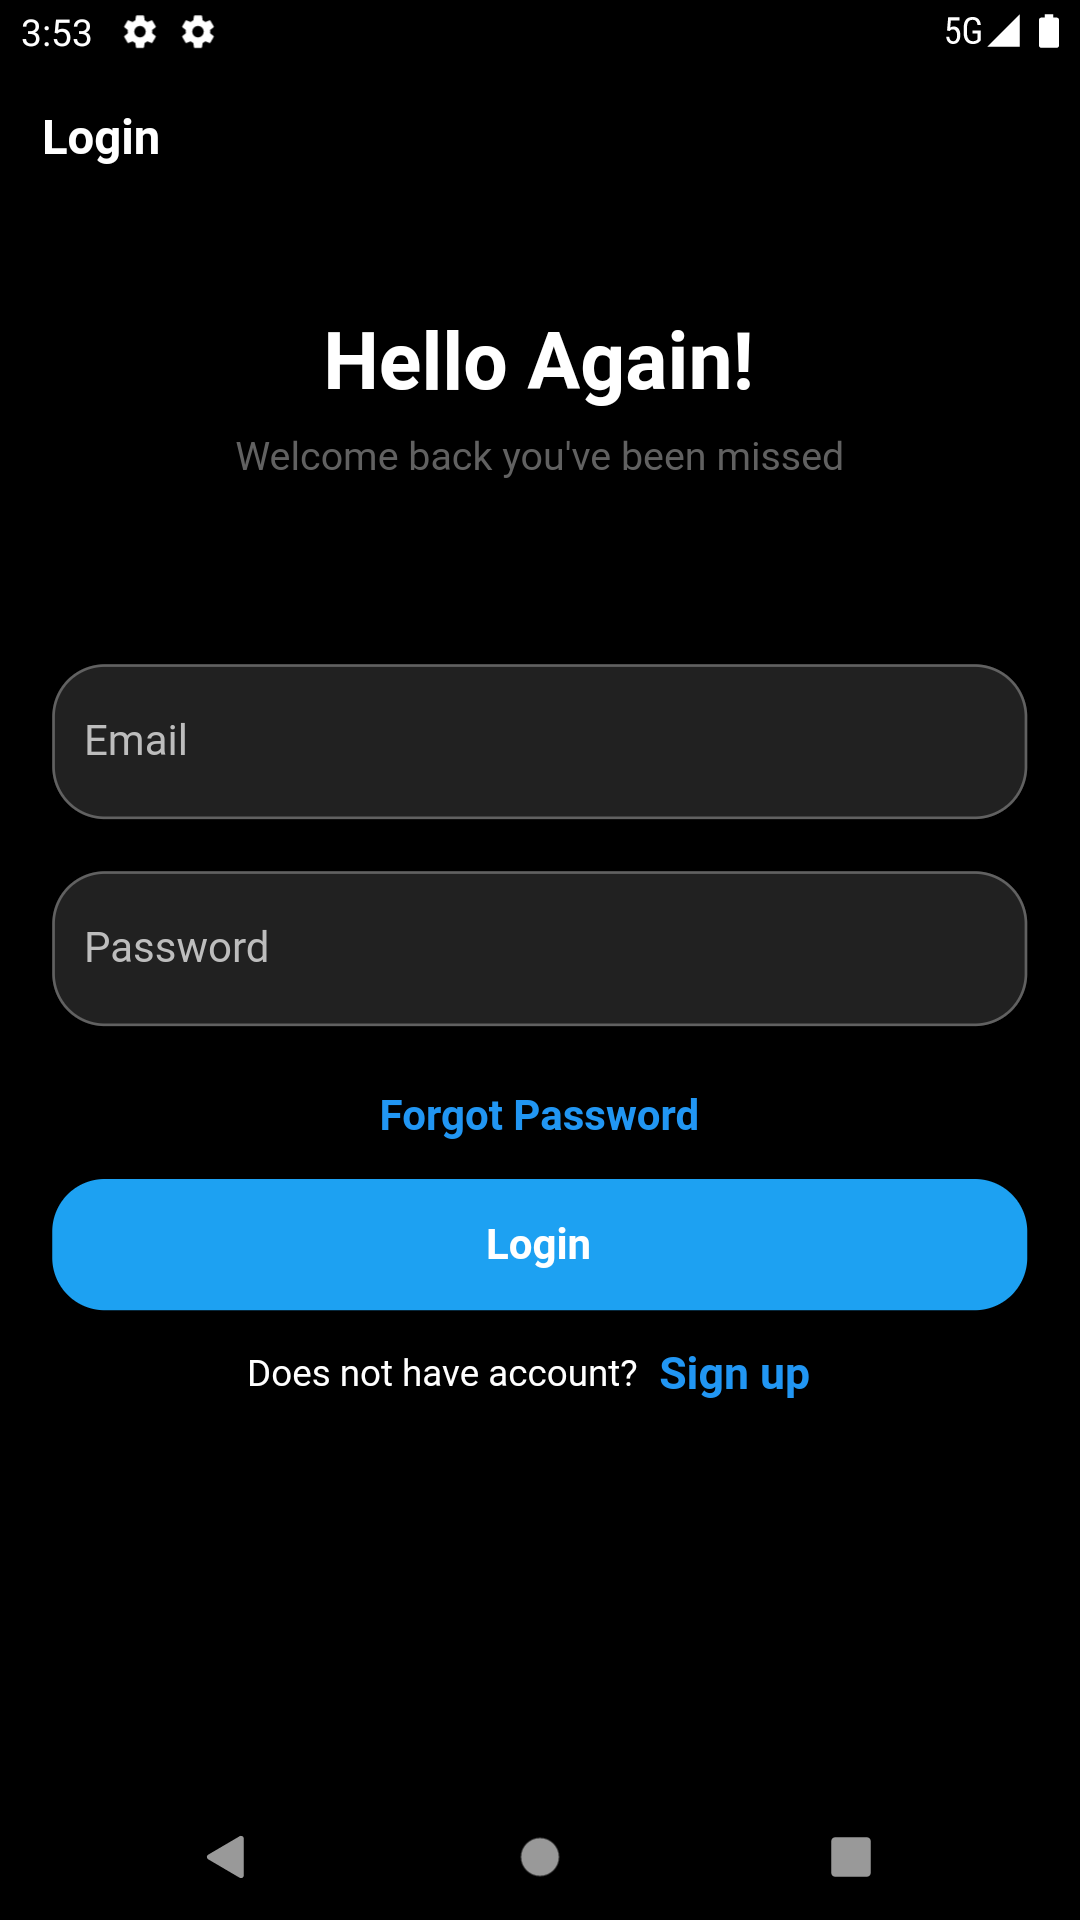 3:53 5G
Login
Hello Again!
Welcome back you've been missed
Email
Password
Forgot Password
Login
Does not have account? Sign up